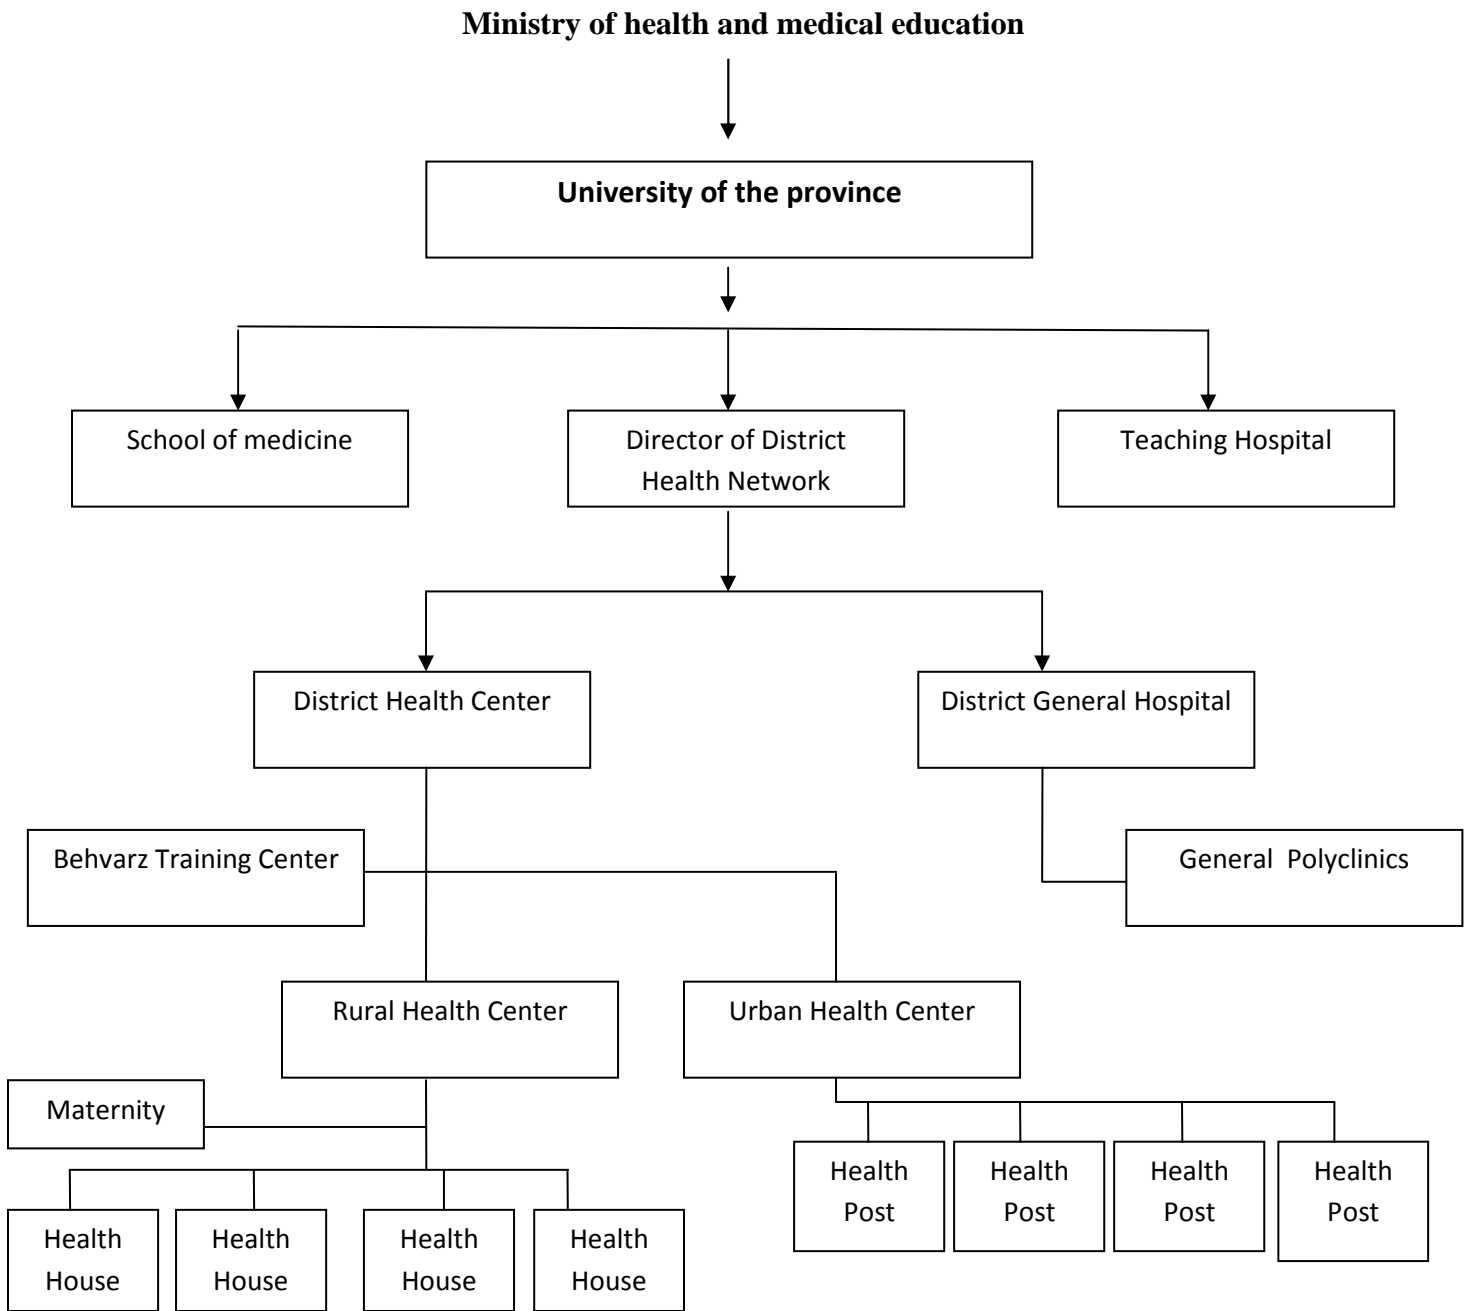 Ministry of health and medical education
University of the province
School of medicine
Director of District
Health Network
Teaching Hospital
District Health Center
District General Hospital
Behvarz Training Center
General Polyclinics
Rural Health Center
Urban Health Center
Maternity
Health
Post
Health
Post
Health
Post
Health
Post
Health
House
Health
House
Health
House
Health
House